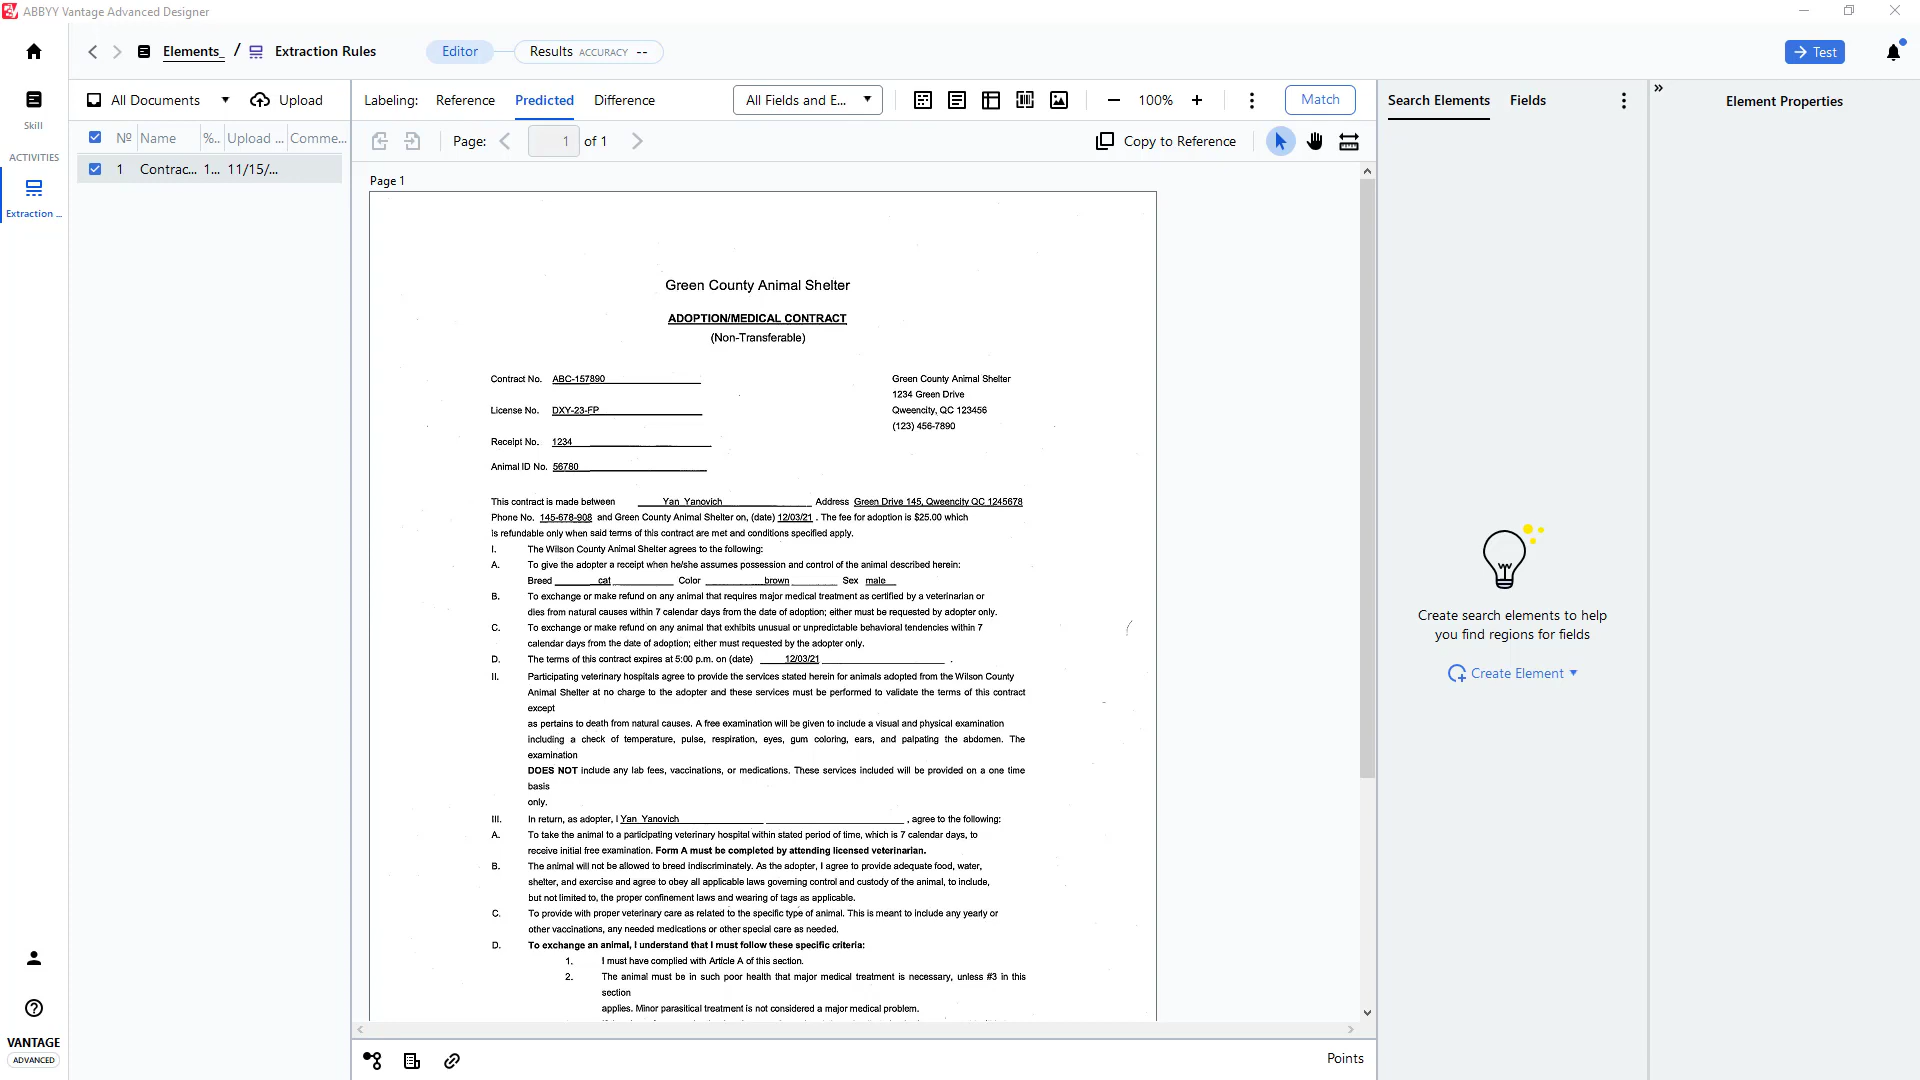 ABBYY Vantage Advanced Designer
Elements_ / Extraction Rules
Editor
Results ACCURACY --
Test
Skill
ACTIVITIES
Extraction ...
VANTAGE
ADVANCED
All Documents
Upload
Nº Name %.. Upload ... Comme...
1 Contrac... 1... 11/15/...
Labeling: Reference Predicted Difference
All Fields and E...
100%
Match
Page: 1 of 1
Copy to Reference
Page 1
Green County Animal Shelter
ADOPTION/MEDICAL CONTRACT
(Non-Transferable)
Contract No. ABC-157890
License No. DXY-23-FP
Receipt No. 1234
Animal ID No. 56780
Green County Animal Shelter
1234 Green Drive
Qweencity, QC 123456
(123) 456-7890
This contract is made between Yan Yanovich Address Green Drive 145, Qweencity QC 1245678
Phone No. 145-678-908 and Green County Animal Shelter on, (date) 12/03/21 . The fee for adoption is $25.00 which
is refundable only when said terms of this contract are met and conditions specified apply.
I. The Wilson County Animal Shelter agrees to the following:
A. To give the adopter a receipt when he/she assumes possession and control of the animal described herein:
Breed cat Color brown Sex male
B. To exchange or make refund on any animal that requires major medical treatment as certified by a veterinarian or
dies from natural causes within 7 calendar days from the date of adoption; either must be requested by adopter only.
C. To exchange or make refund on any animal that exhibits unusual or unpredictable behavioral tendencies within 7
calendar days from the date of adoption; either must requested by the adopter only.
D. The terms of this contract expires at 5:00 p.m. on (date) 12/03/21 .
II. Participating veterinary hospitals agree to provide the services stated herein for animals adopted from the Wilson County
Animal Shelter at no charge to the adopter and these services must be performed to validate the terms of this contract
except
as pertains to death from natural causes. A free examination will be given to include a visual and physical examination
including a check of temperature, pulse, respiration, eyes, gum coloring, ears, and palpating the abdomen. The
examination
DOES NOT include any lab fees, vaccinations, or medications. These services included will be provided on a one time
basis
only.
III. In return, as adopter, I Yan Yanovich , agree to the following:
A. To take the animal to a participating veterinary hospital within stated period of time, which is 7 calendar days, to
receive initial free examination. Form A must be completed by attending licensed veterinarian.
B. The animal will not be allowed to breed indiscriminately. As the adopter, I agree to provide adequate food, water,
shelter, and exercise and agree to obey all applicable laws governing control and custody of the animal, to include,
but not limited to, the proper confinement laws and wearing of tags as applicable.
C. To provide with proper veterinary care as related to the specific type of animal. This is meant to include any yearly or
other vaccinations, any needed medications or other special care as needed.
D. To exchange an animal, I understand that I must follow these specific criteria:
1. I must have complied with Article A of this section.
2. The animal must be in such poor health that major medical treatment is necessary, unless #3 in this
section
applies. Minor parasitical treatment is not considered a major medical problem.
Points
Search Elements Fields
Create search elements to help
you find regions for fields
Create Element
Element Properties